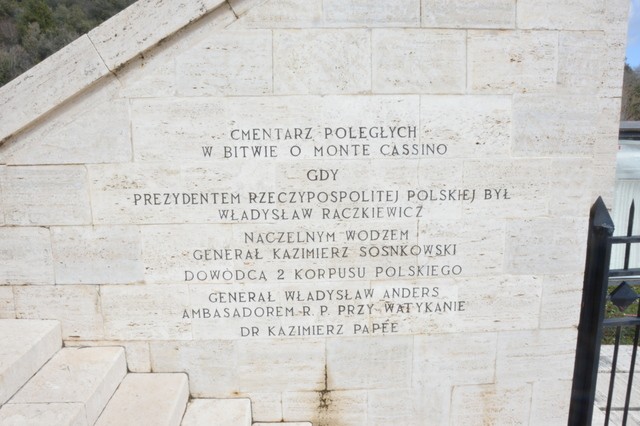 CMENTARZ POLEGŁYCH
W BITWIE O MONTE CASSINO
GDY
PREZYDENTEM RZECZYPOSPOLITEJ POLSKIEJ BYŁ
WŁADYSŁAW RACZKIEWICZ
NACZELNYM WODZEM
GENERAŁ KAZIMIERZ SOSNKOWSKI
DOWÓDCĄ 2 KORPUSU POLSKIEGO
GENERAŁ WŁADYSŁAW ANDERS
AMBASADOREM R. P. PRZY WATYKANIE
DR KAZIMIERZ PAPÉE